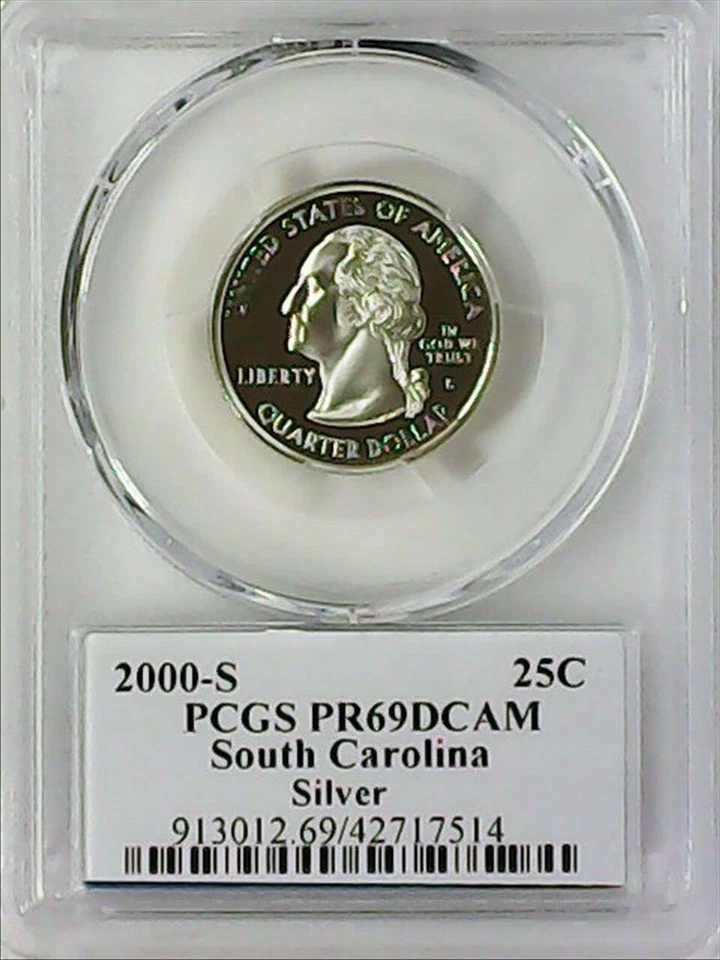 UNITED STATES OF AMERICA
IN
GOD WE
TRUST
LIBERTY
QUARTER DOLLAR
2000-S 25C
PCGS PR69DCAM
South Carolina
Silver
913012.69/42717514